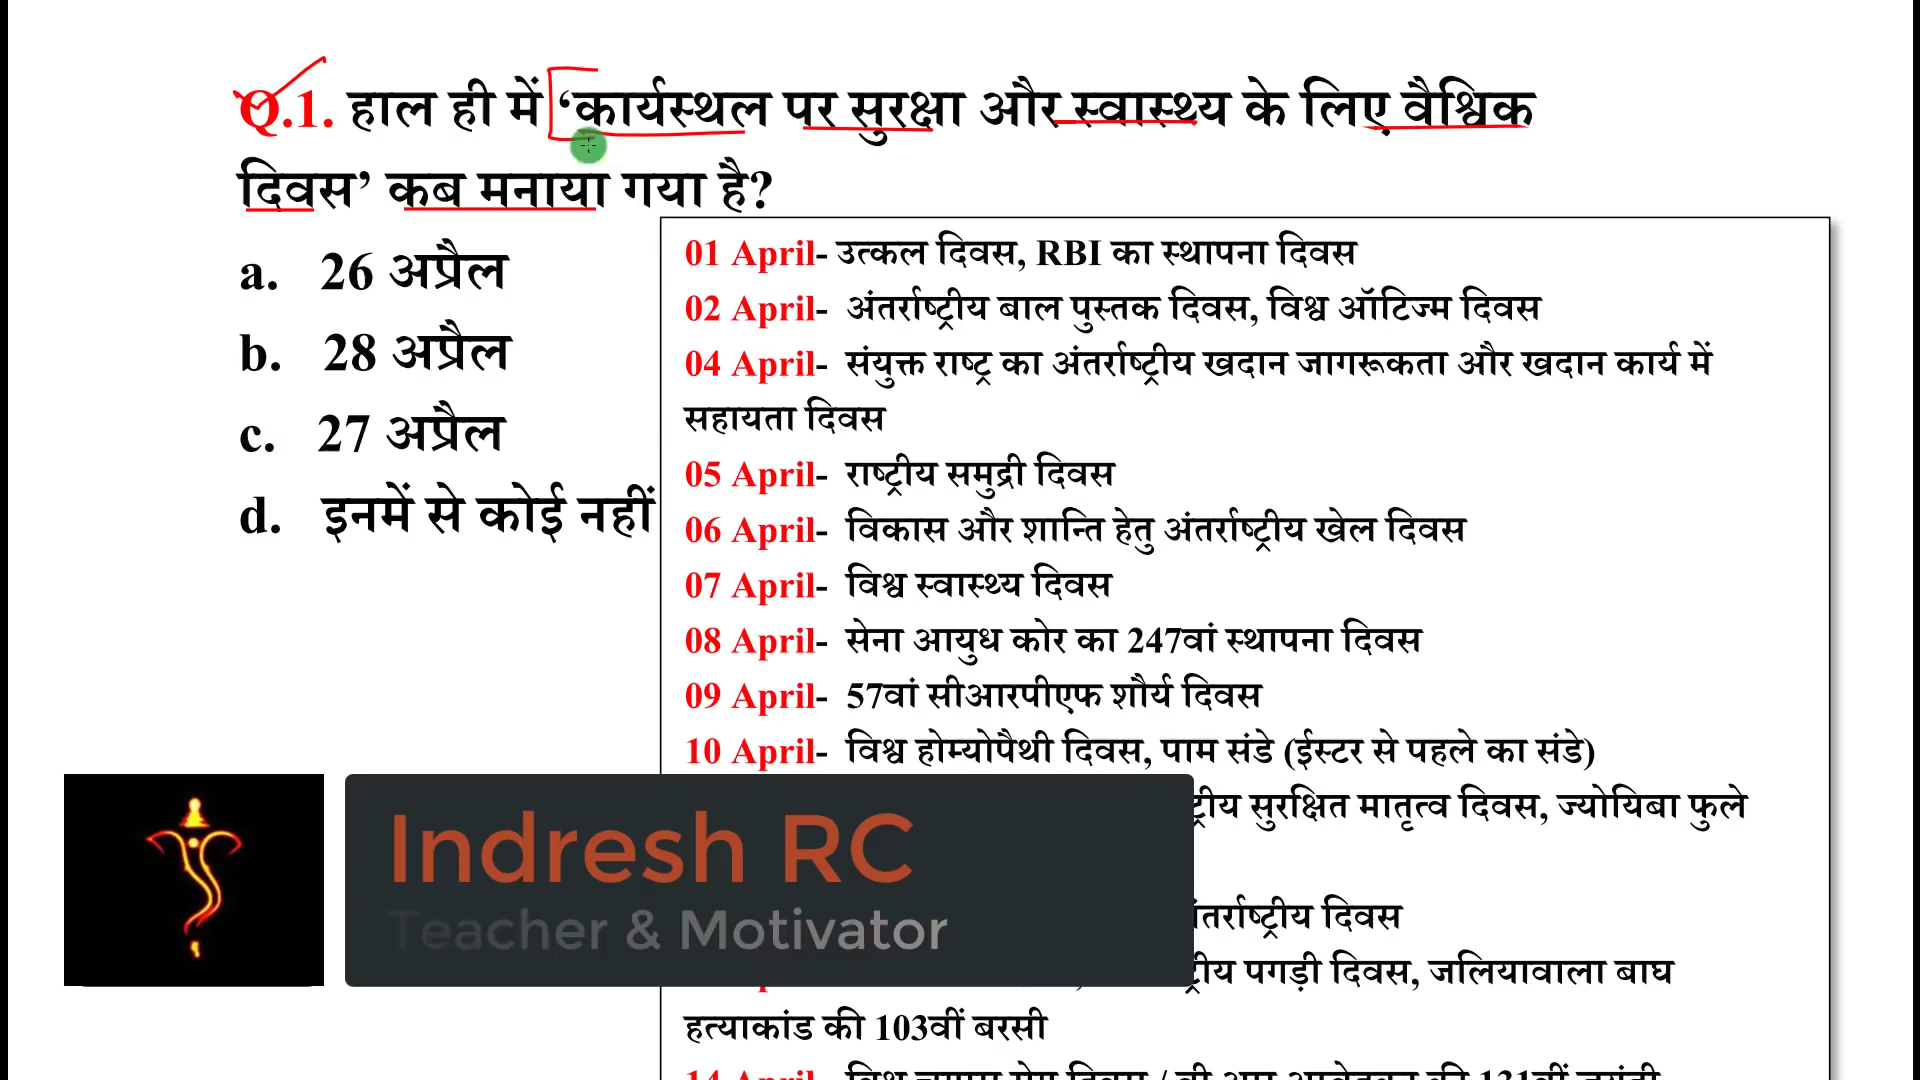 Q.1. हाल ही में ‘कार्यस्थल पर सुरक्षा और स्वास्थ्य के लिए वैश्विक
दिवस’ कब मनाया गया है?
a. 26 अप्रैल
b. 28 अप्रैल
c. 27 अप्रैल
d. इनमें से कोई नहीं
01 April- उत्कल दिवस, RBI का स्थापना दिवस
02 April- अंतर्राष्ट्रीय बाल पुस्तक दिवस, विश्व ऑटिज्म दिवस
04 April- संयुक्त राष्ट्र का अंतर्राष्ट्रीय खदान जागरूकता और खदान कार्य में
सहायता दिवस
05 April- राष्ट्रीय समुद्री दिवस
06 April- विकास और शान्ति हेतु अंतर्राष्ट्रीय खेल दिवस
07 April- विश्व स्वास्थ्य दिवस
08 April- सेना आयुध कोर का 247वां स्थापना दिवस
09 April- 57वां सीआरपीएफ शौर्य दिवस
10 April- विश्व होम्योपैथी दिवस, पाम संडे (ईस्टर से पहले का संडे)
सुरक्षित मातृत्व दिवस, ज्योयिबा फुले
दिवस
पगड़ी दिवस, जलियावाला बाघ
हत्याकांड की 103वीं बरसी
14 April-
Indresh RC
Teacher & Motivator